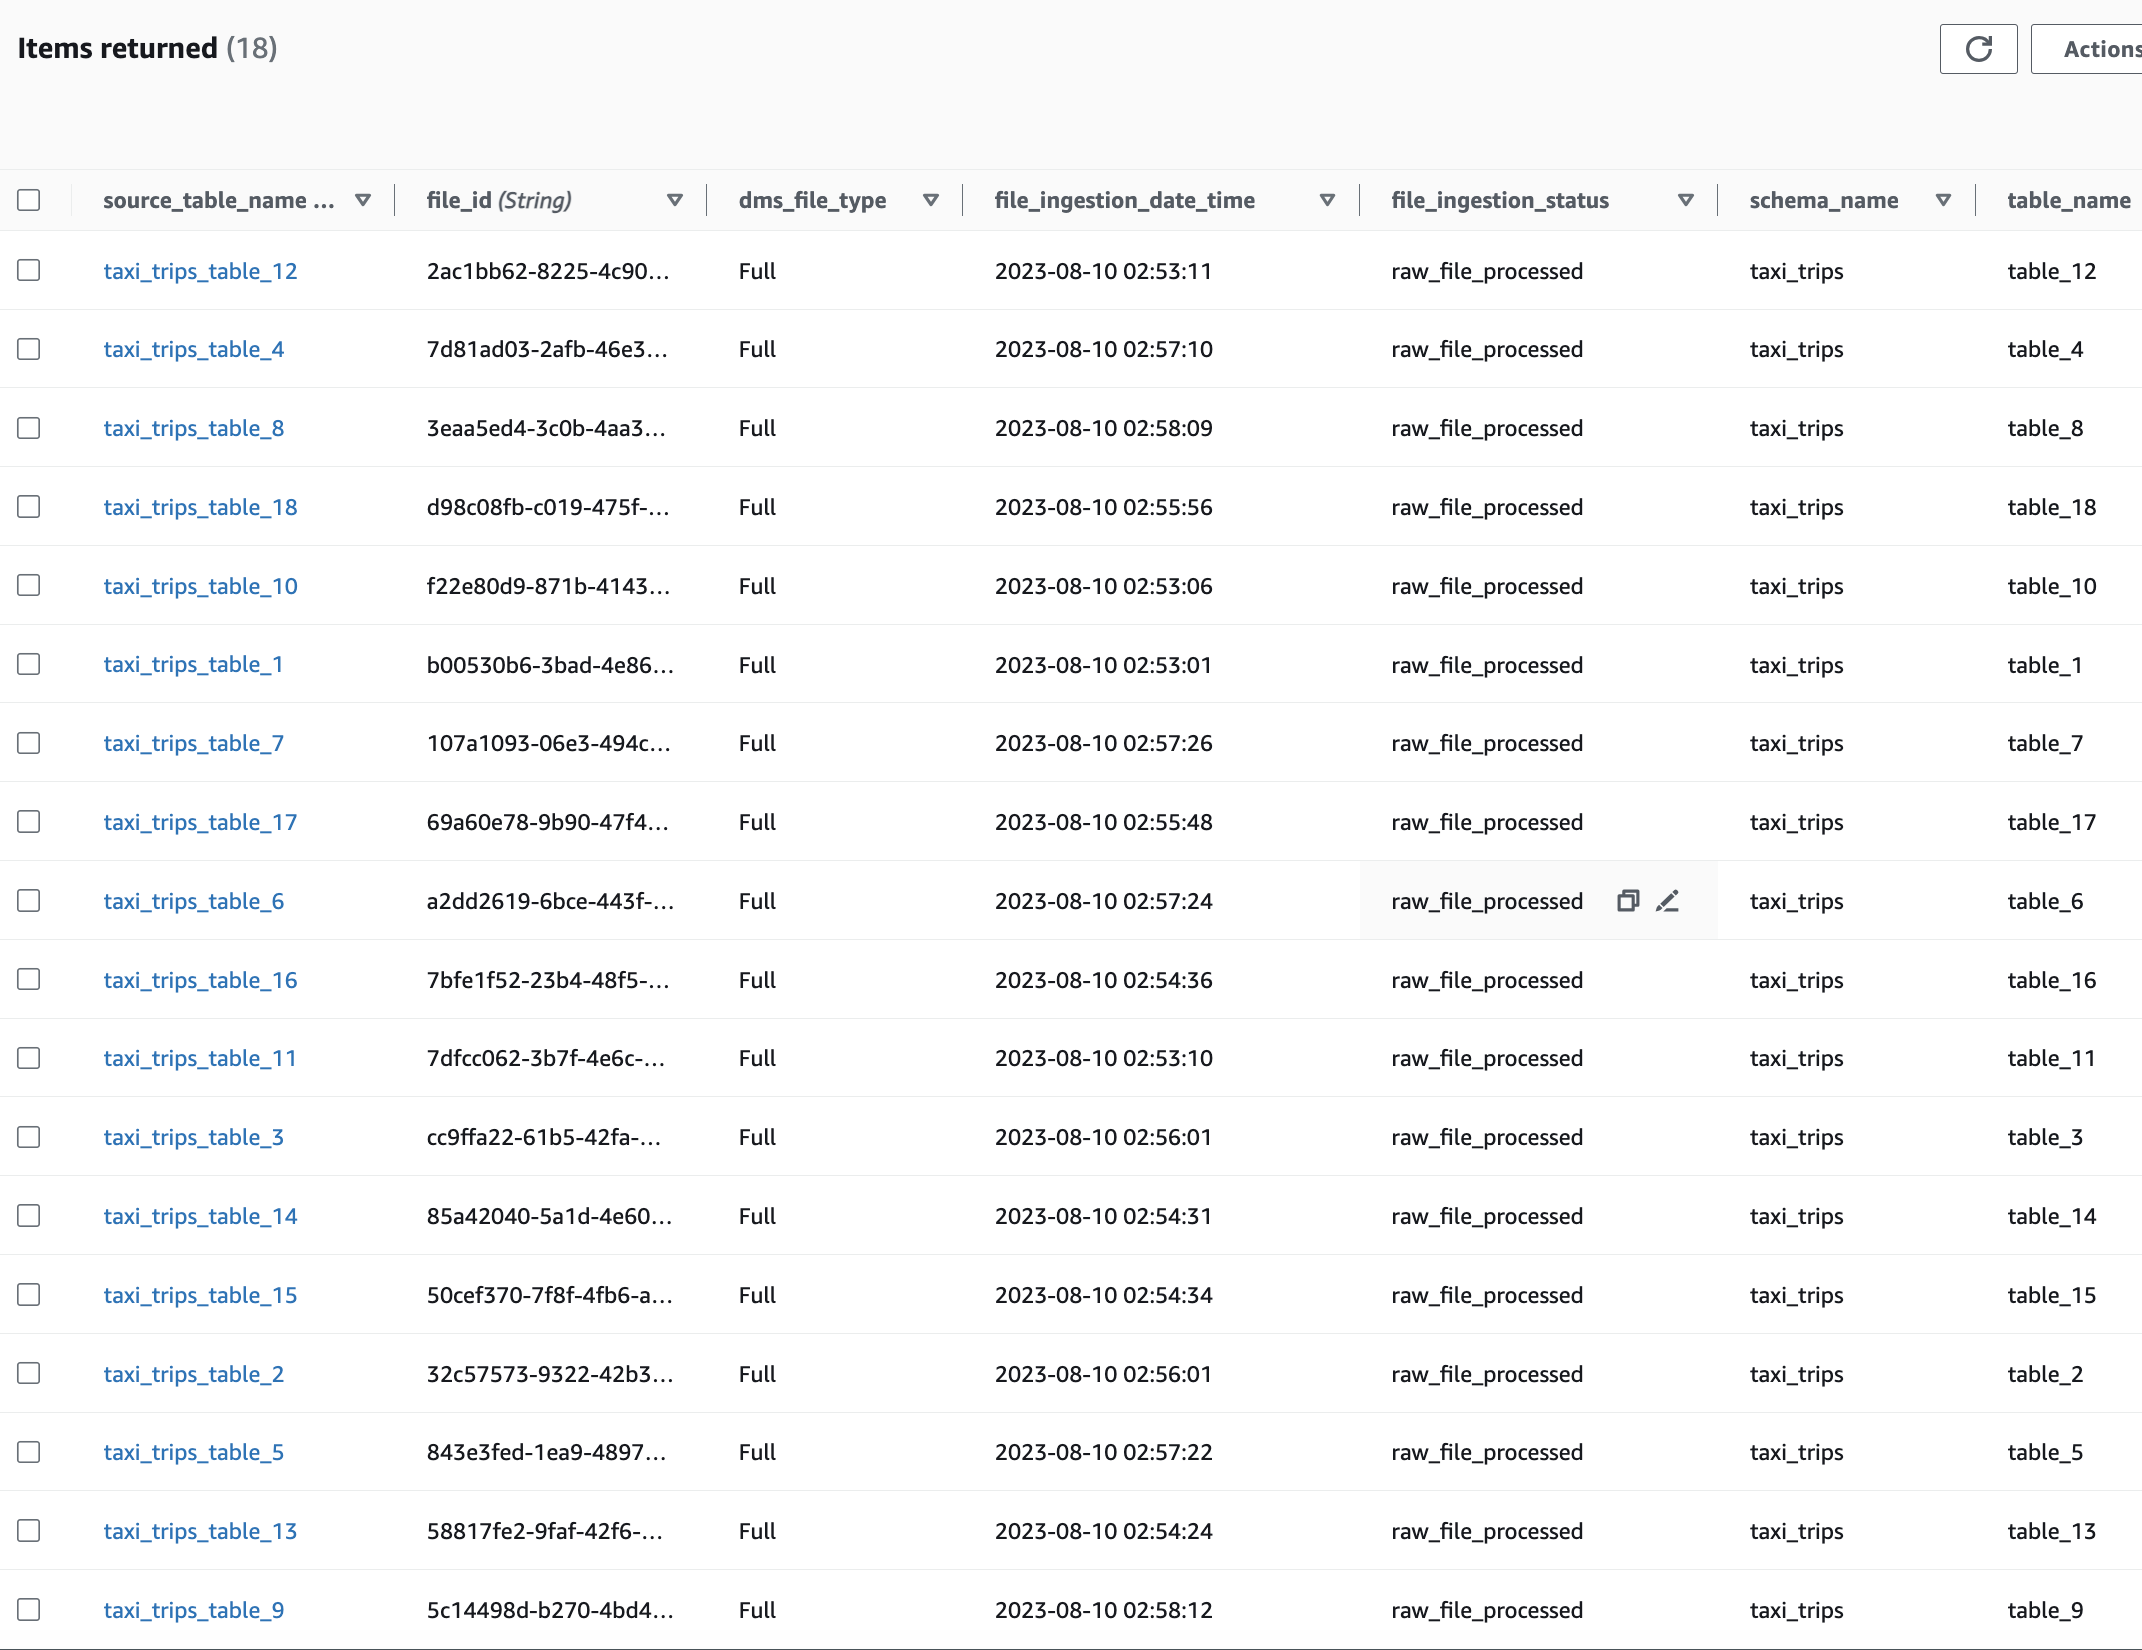 Items returned (18)
Actions
source_table_name ... file_id (String) dms_file_type file_ingestion_date_time file_ingestion_status schema_name table_name
taxi_trips_table_12 2ac1bb62-8225-4c90... Full 2023-08-10 02:53:11 raw_file_processed taxi_trips table_12
taxi_trips_table_4 7d81ad03-2afb-46e3... Full 2023-08-10 02:57:10 raw_file_processed taxi_trips table_4
taxi_trips_table_8 3eaa5ed4-3c0b-4aa3... Full 2023-08-10 02:58:09 raw_file_processed taxi_trips table_8
taxi_trips_table_18 d98c08fb-c019-475f-... Full 2023-08-10 02:55:56 raw_file_processed taxi_trips table_18
taxi_trips_table_10 f22e80d9-871b-4143... Full 2023-08-10 02:53:06 raw_file_processed taxi_trips table_10
taxi_trips_table_1 b00530b6-3bad-4e86... Full 2023-08-10 02:53:01 raw_file_processed taxi_trips table_1
taxi_trips_table_7 107a1093-06e3-494c... Full 2023-08-10 02:57:26 raw_file_processed taxi_trips table_7
taxi_trips_table_17 69a60e78-9b90-47f4... Full 2023-08-10 02:55:48 raw_file_processed taxi_trips table_17
taxi_trips_table_6 a2dd2619-6bce-443f-... Full 2023-08-10 02:57:24 raw_file_processed taxi_trips table_6
taxi_trips_table_16 7bfe1f52-23b4-48f5-... Full 2023-08-10 02:54:36 raw_file_processed taxi_trips table_16
taxi_trips_table_11 7dfcc062-3b7f-4e6c-... Full 2023-08-10 02:53:10 raw_file_processed taxi_trips table_11
taxi_trips_table_3 cc9ffa22-61b5-42fa-... Full 2023-08-10 02:56:01 raw_file_processed taxi_trips table_3
taxi_trips_table_14 85a42040-5a1d-4e60... Full 2023-08-10 02:54:31 raw_file_processed taxi_trips table_14
taxi_trips_table_15 50cef370-7f8f-4fb6-a... Full 2023-08-10 02:54:34 raw_file_processed taxi_trips table_15
taxi_trips_table_2 32c57573-9322-42b3... Full 2023-08-10 02:56:01 raw_file_processed taxi_trips table_2
taxi_trips_table_5 843e3fed-1ea9-4897... Full 2023-08-10 02:57:22 raw_file_processed taxi_trips table_5
taxi_trips_table_13 58817fe2-9faf-42f6-... Full 2023-08-10 02:54:24 raw_file_processed taxi_trips table_13
taxi_trips_table_9 5c14498d-b270-4bd4... Full 2023-08-10 02:58:12 raw_file_processed taxi_trips table_9